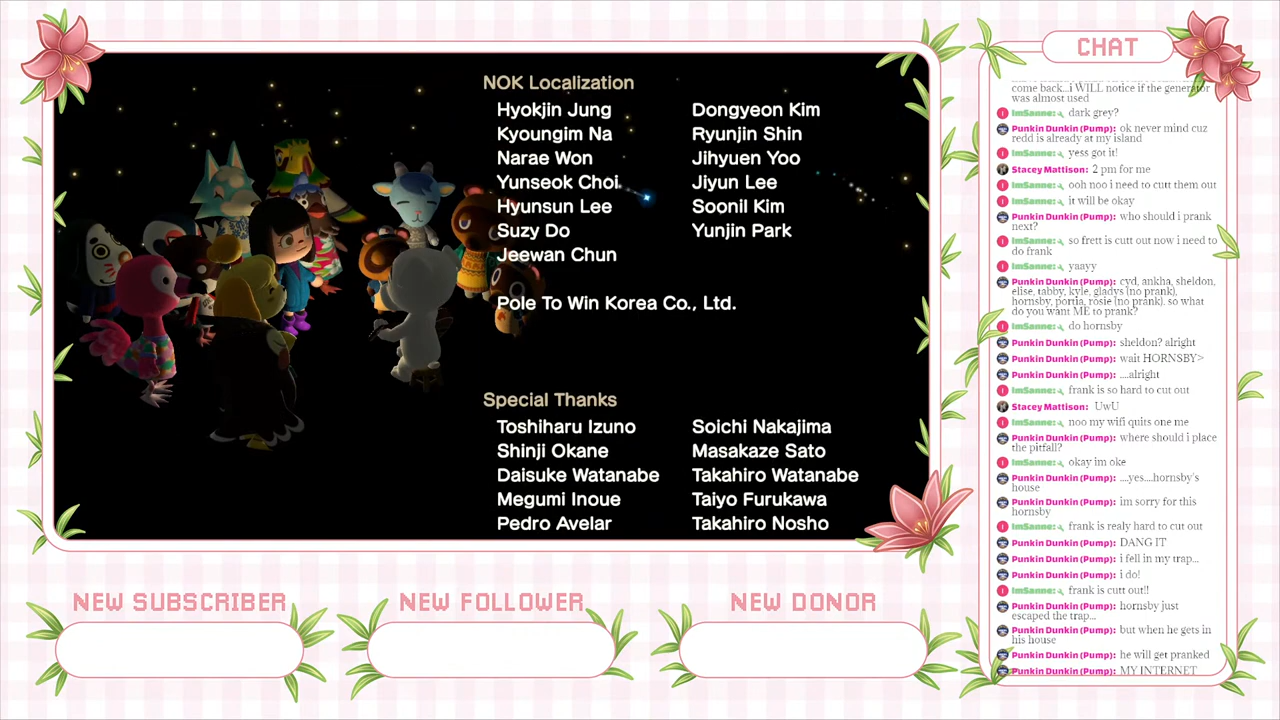 NOK Localization
Hyokjin Jung Dongyeon Kim
Kyoungim Na Ryunjin Shin
Narae Won Jihyuen Yoo
Yunseok Choi Jiyun Lee
Hyunsun Lee Soonil Kim
Suzy Do Yunjin Park
Jeewan Chun
Pole To Win Korea Co., Ltd.
Special Thanks
Toshiharu Izuno Soichi Nakajima
Shinji Okane Masakaze Sato
Daisuke Watanabe Takahiro Watanabe
Megumi Inoue Taiyo Furukawa
Pedro Avelar Takahiro Nosho
NEW SUBSCRIBER
NEW FOLLOWER
NEW DONOR
CHAT
come back...i WILL notice if the generator
was almost used
ImSanne: dark grey?
Punkin Dunkin (Pump): ok never mind cuz
redd is already at my island
ImSanne: yess got it!
Stacey Mattison: 2 pm for me
ImSanne: ooh noo i need to cutt them out
ImSanne: it will be okay
Punkin Dunkin (Pump): who should i prank
next?
ImSanne: so frett is cutt out now i need to
do frank
ImSanne: yaayy
Punkin Dunkin (Pump): cyd, ankha, sheldon,
elise, tabby, kyle, gladys (no prank),
hornsby, portia, rosie (no prank). so what
do you want ME to prank?
ImSanne: do hornsby
Punkin Dunkin (Pump): sheldon? alright
Punkin Dunkin (Pump): wait HORNSBY>
Punkin Dunkin (Pump): ....alright
ImSanne: frank is so hard to cut out
Stacey Mattison: UwU
ImSanne: noo my wifi quits one me
Punkin Dunkin (Pump): where should i place
the pitfall?
ImSanne: okay im oke
Punkin Dunkin (Pump): ....yes....hornsby's
house
Punkin Dunkin (Pump): im sorry for this
hornsby
ImSanne: frank is realy hard to cut out
Punkin Dunkin (Pump): DANG IT
Punkin Dunkin (Pump): i fell in my trap...
Punkin Dunkin (Pump): i do!
ImSanne: frank is cutt out!!
Punkin Dunkin (Pump): hornsby just
escaped the trap...
Punkin Dunkin (Pump): but when he gets in
his house
Punkin Dunkin (Pump): he will get pranked
Punkin Dunkin (Pump): MY INTERNET